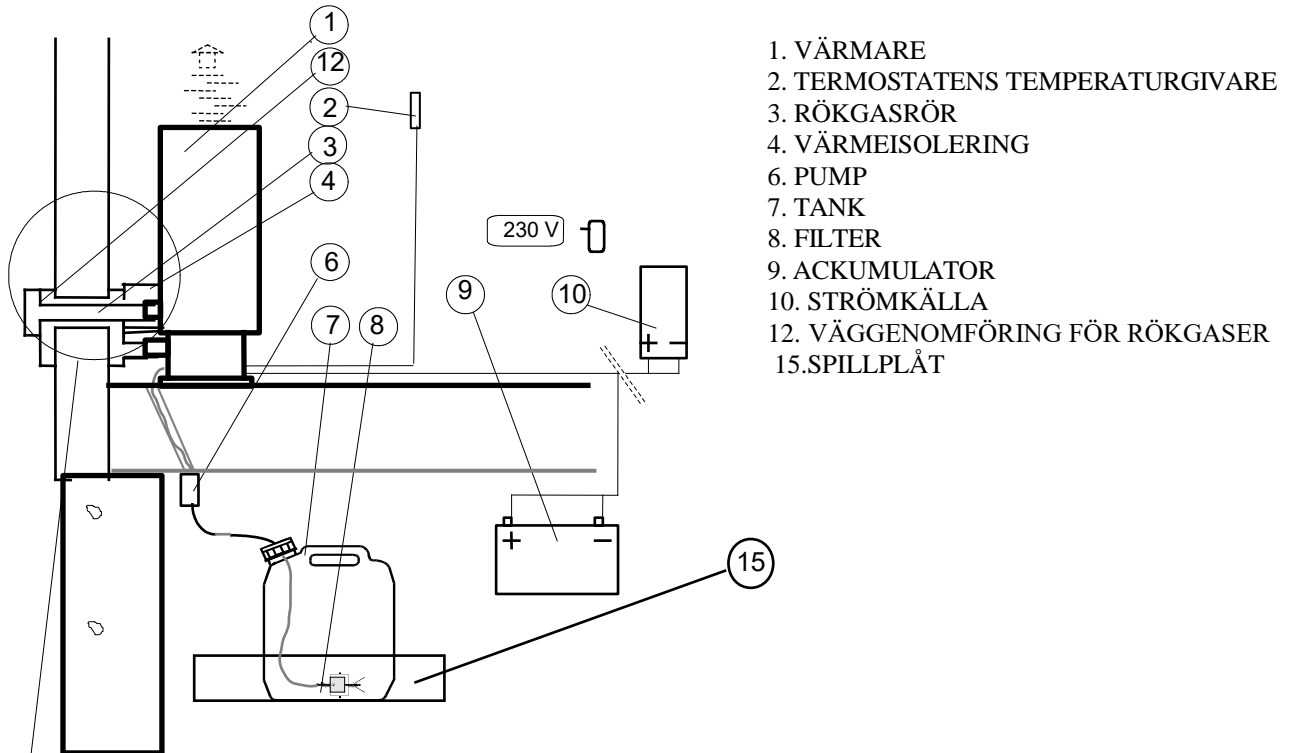 1
12
2
3
4
6
7
8
9
10
230 V
+ −
+ −
15
1. VÄRMARE
2. TERMOSTATENS TEMPERATURGIVARE
3. RÖKGASRÖR
4. VÄRMEISOLERING
6. PUMP
7. TANK
8. FILTER
9. ACKUMULATOR
10. STRÖMKÄLLA
12. VÄGGENOMFÖRING FÖR RÖKGASER
15.SPILLPLÅT